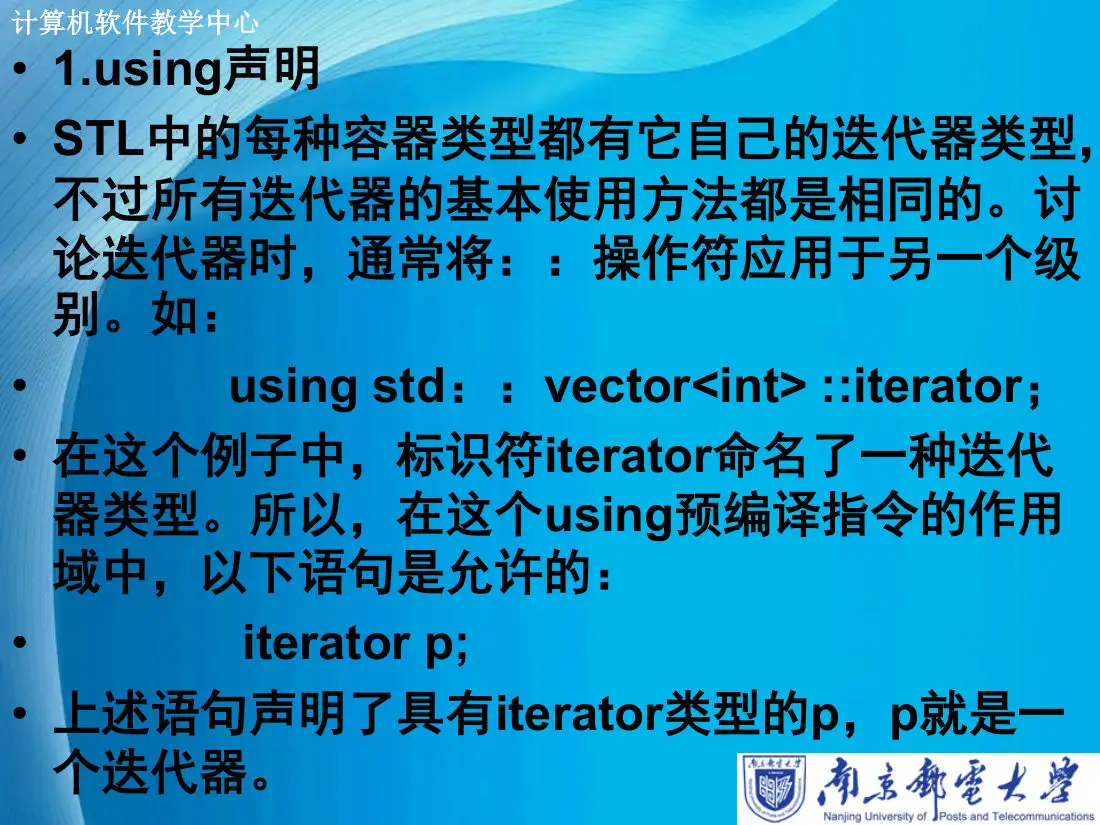 计算机软件教学中心
• 1.using声明
• STL中的每种容器类型都有它自己的迭代器类型，
不过所有迭代器的基本使用方法都是相同的。讨
论迭代器时，通常将：：操作符应用于另一个级
别。如：
• using std：：vector<int> ::iterator；
• 在这个例子中，标识符iterator命名了一种迭代
器类型。所以，在这个using预编译指令的作用
域中，以下语句是允许的：
• iterator p;
• 上述语句声明了具有iterator类型的p，p就是一
个迭代器。
南京邮电大学
Nanjing University of Posts and Telecommunications